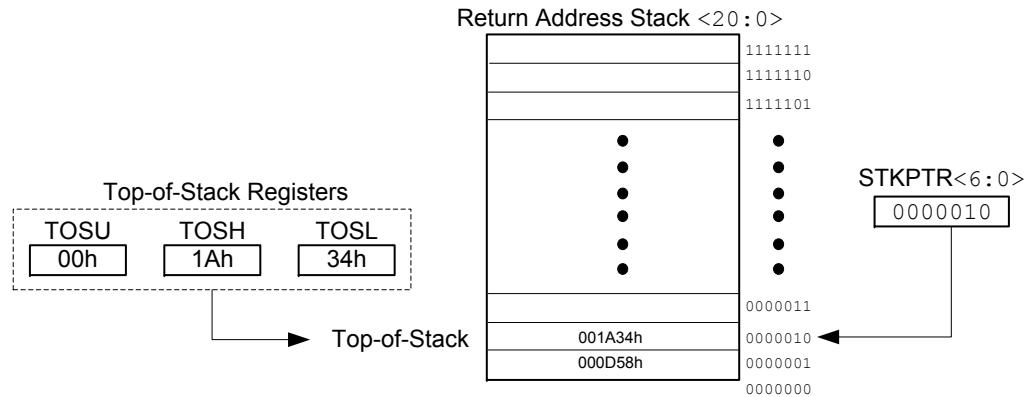 Return Address Stack <20:0>
1111111
1111110
1111101
STKPTR<6:0>
0000010
Top-of-Stack Registers
TOSU TOSH TOSL
00h 1Ah 34h
0000011
Top-of-Stack 001A34h 0000010
000D58h 0000001
0000000